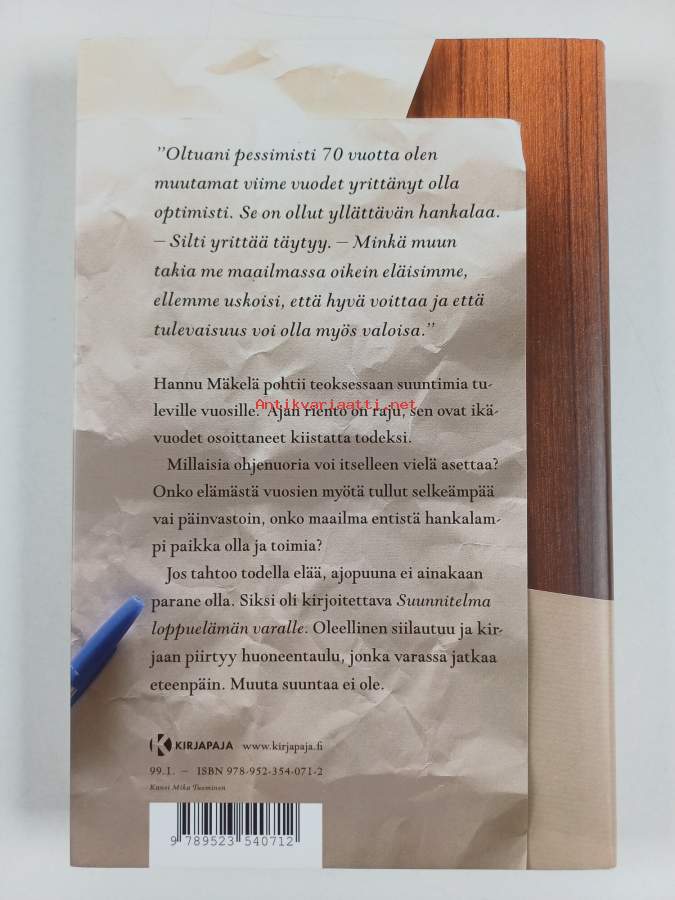 ”Oltuani pessimisti 70 vuotta olen
muutamat viime vuodet yrittänyt olla
optimisti. Se on ollut yllättävän hankalaa.
– Silti yrittää täytyy. – Minkä muun
takia me maailmassa oikein eläisimme,
ellemme uskoisi, että hyvä voittaa ja että
tulevaisuus voi olla myös valoisa.”
Hannu Mäkelä pohtii teoksessaan suuntimia tu-
leville vuosille. Ajan riento on raju, sen ovat ikä-
Antikvariaatti.net
vuodet osoittaneet kiistatta todeksi.
Millaisia ohjenuoria voi itselleen vielä asettaa?
Onko elämästä vuosien myötä tullut selkeämpää
vai päinvastoin, onko maailma entistä hankalam-
pi paikka olla ja toimia?
Jos tahtoo todella elää, ajopuuna ei ainakaan
parane olla. Siksi oli kirjoitettava Suunnitelma
loppuelämän varalle. Oleellinen siilautuu ja kir-
jaan piirtyy huoneentaulu, jonka varassa jatkaa
eteenpäin. Muuta suuntaa ei ole.
KIRJAPAJA www.kirjapaja.fi
99.1. – ISBN 978-952-354-071-2
Kansi Mika Tuominen
9 789523 540712